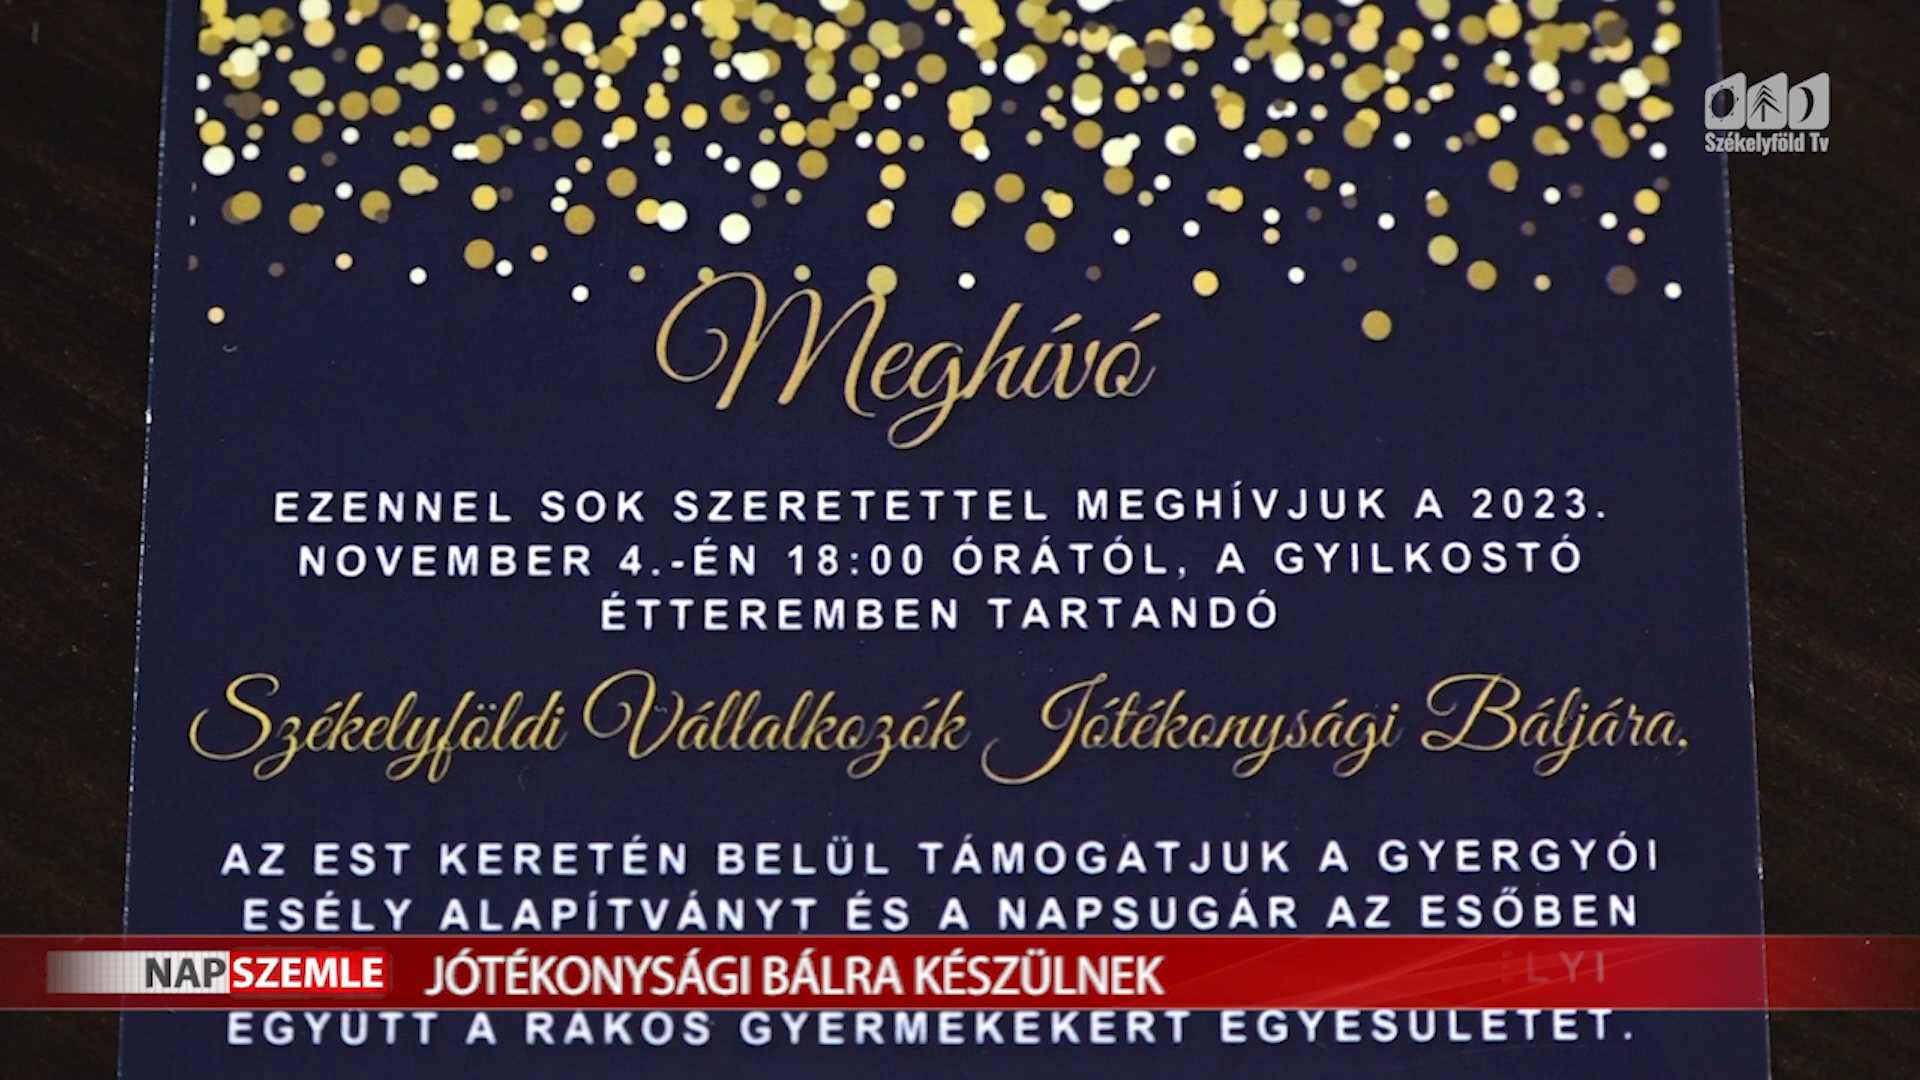 Székelyföld Tv
Meghívó
EZENNEL SOK SZERETETTEL MEGHÍVJUK A 2023.
NOVEMBER 4.-ÉN 18:00 ÓRÁTÓL, A GYILKOSTÓ
ÉTTEREMBEN TARTANDÓ
Székelyföldi Vállalkozók Jótékonysági Báljára,
AZ EST KERETÉN BELÜL TÁMOGATJUK A GYERGYÓI
ESÉLY ALAPÍTVÁNYT ÉS A NAPSUGÁR AZ ESŐBEN
NAPSZEMLE JÓTÉKONYSÁGI BÁLRA KÉSZÜLNEK
EGYÜTT A RÁKOS GYERMEKEKÉRT EGYESÜLETET.